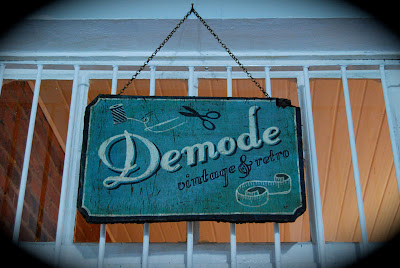 Demode
vintage & retro